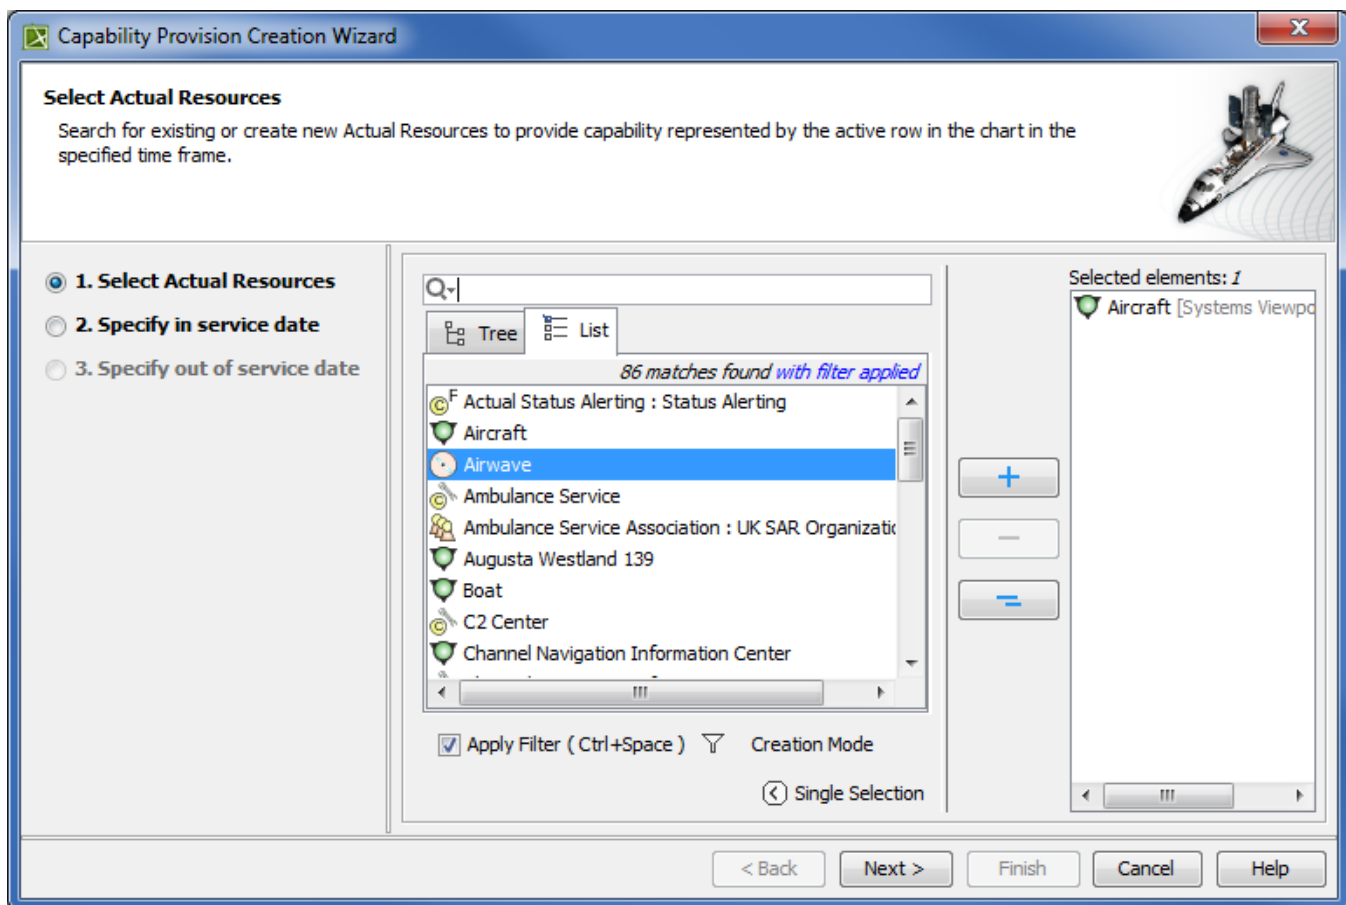 Capability Provision Creation Wizard
Select Actual Resources
Search for existing or create new Actual Resources to provide capability represented by the active row in the chart in the
specified time frame.
1. Select Actual Resources
2. Specify in service date
3. Specify out of service date
Tree
List
86 matches found with filter applied
Actual Status Alerting : Status Alerting
Aircraft
Airwave
Ambulance Service
Ambulance Service Association : UK SAR Organizatio
Augusta Westland 139
Boat
C2 Center
Channel Navigation Information Center
Apply Filter ( Ctrl+Space )
Creation Mode
Single Selection
Selected elements: 1
Aircraft [Systems Viewpo
< Back
Next >
Finish
Cancel
Help